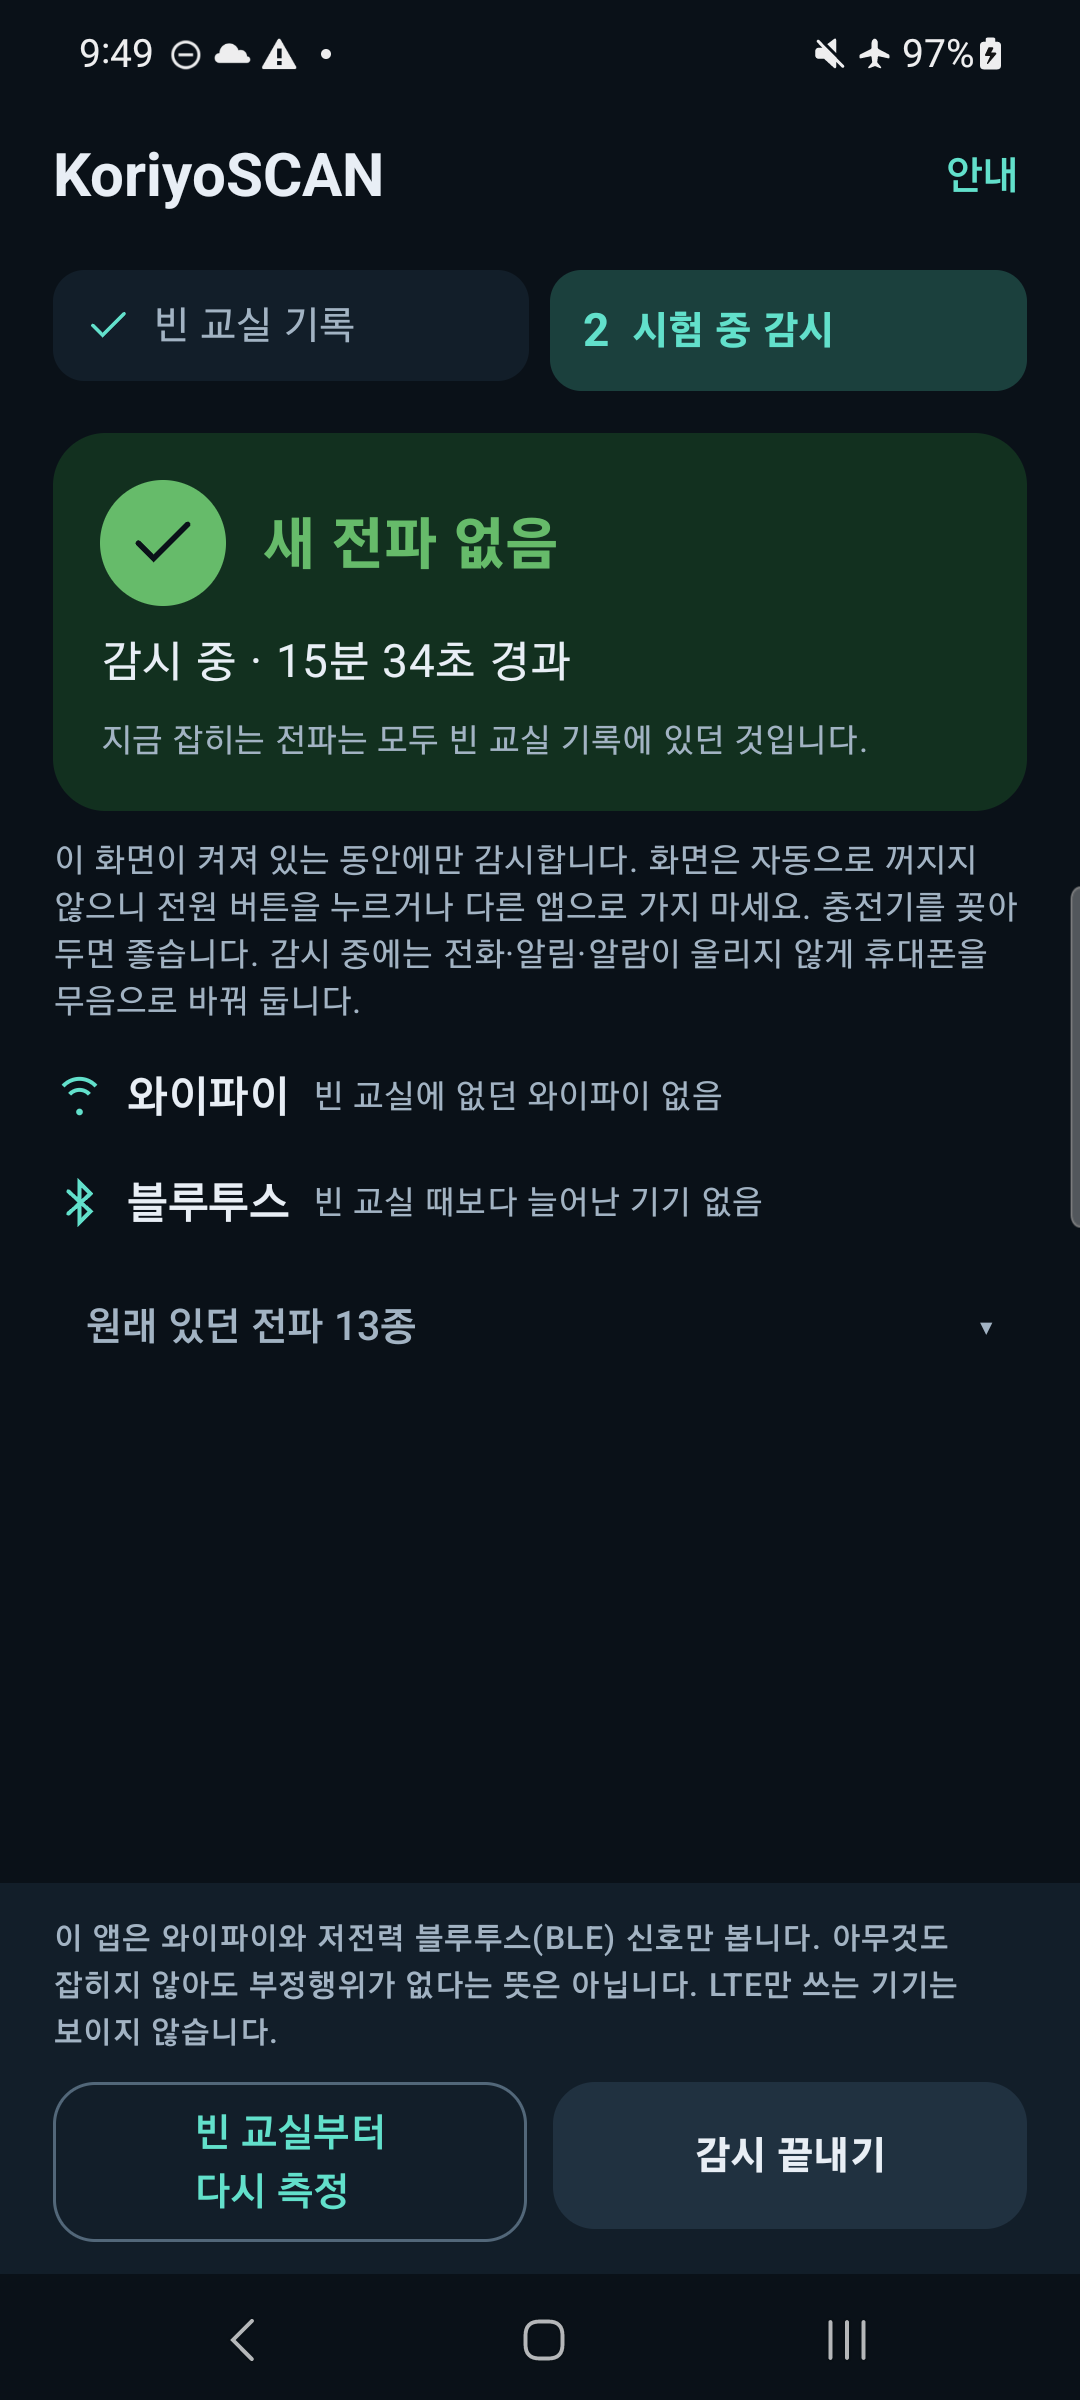 9:49
97%
KoriyoSCAN
안내
빈 교실 기록
2 시험 중 감시
새 전파 없음
감시 중 · 15분 34초 경과
지금 잡히는 전파는 모두 빈 교실 기록에 있던 것입니다.
이 화면이 켜져 있는 동안에만 감시합니다. 화면은 자동으로 꺼지지
않으니 전원 버튼을 누르거나 다른 앱으로 가지 마세요. 충전기를 꽂아
두면 좋습니다. 감시 중에는 전화·알림·알람이 울리지 않게 휴대폰을
무음으로 바꿔 둡니다.
와이파이 빈 교실에 없던 와이파이 없음
블루투스 빈 교실 때보다 늘어난 기기 없음
원래 있던 전파 13종
이 앱은 와이파이와 저전력 블루투스(BLE) 신호만 봅니다. 아무것도
잡히지 않아도 부정행위가 없다는 뜻은 아닙니다. LTE만 쓰는 기기는
보이지 않습니다.
빈 교실부터
다시 측정
감시 끝내기